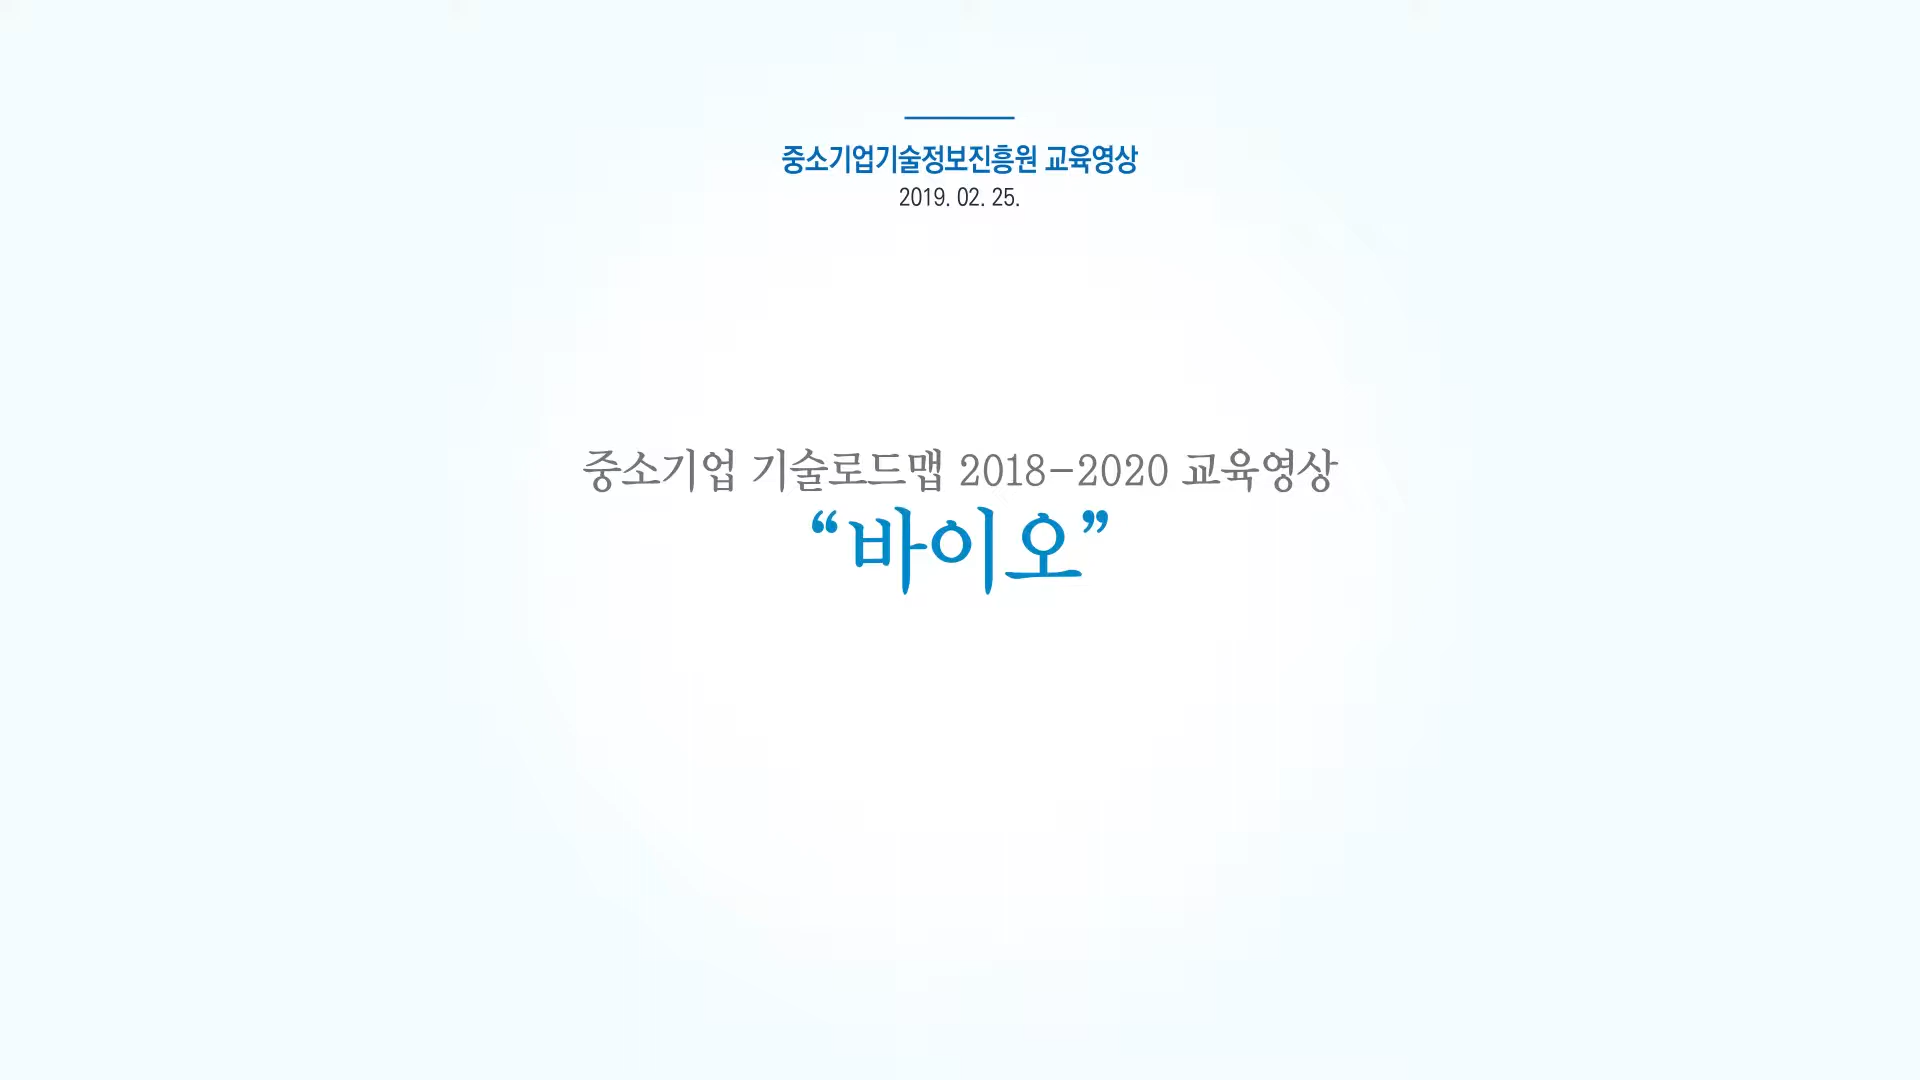 중소기업기술정보진흥원 교육영상
2019. 02. 25.
중소기업 기술로드맵 2018-2020 교육영상
“바이오”